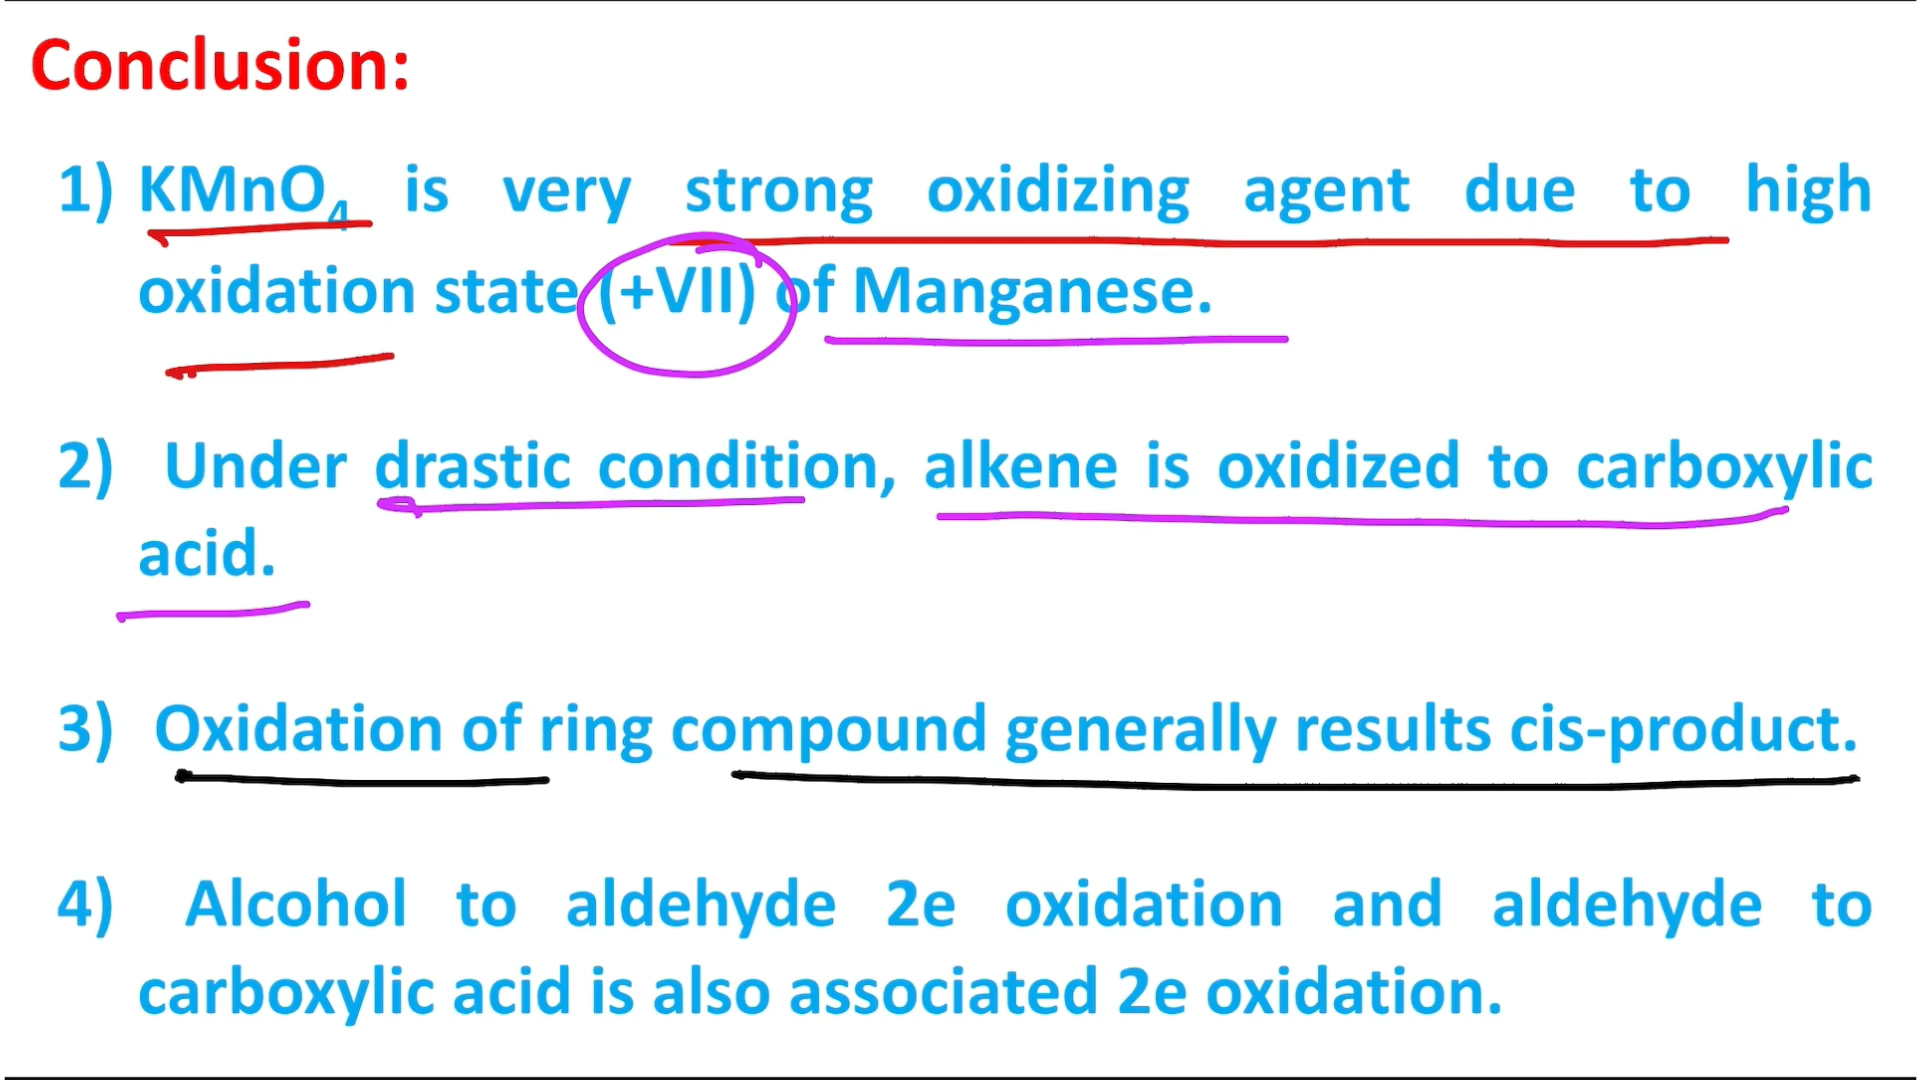 Conclusion:
1) KMnO₄ is very strong oxidizing agent due to high
oxidation state (+VII) of Manganese.
2) Under drastic condition, alkene is oxidized to carboxylic
acid.
3) Oxidation of ring compound generally results cis-product.
4) Alcohol to aldehyde 2e oxidation and aldehyde to
carboxylic acid is also associated 2e oxidation.